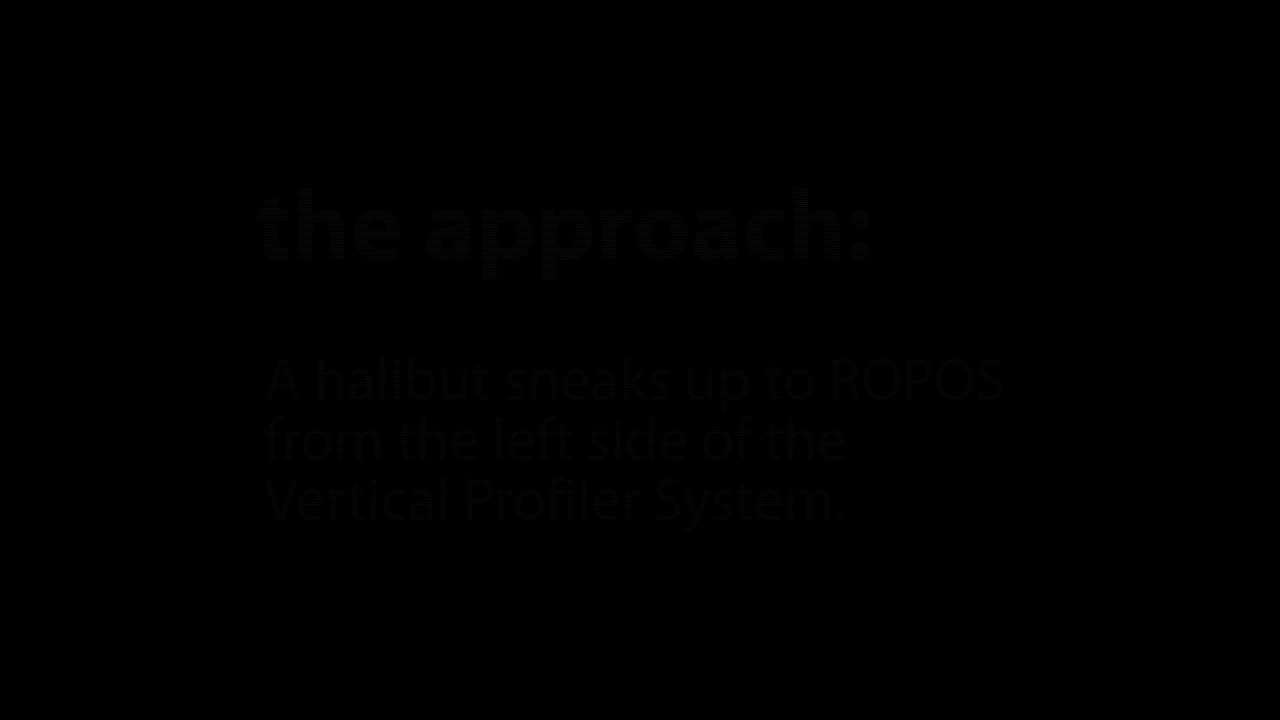 the approach:
A halibut sneaks up to ROPOS
from the left side of the
Vertical Profiler System.